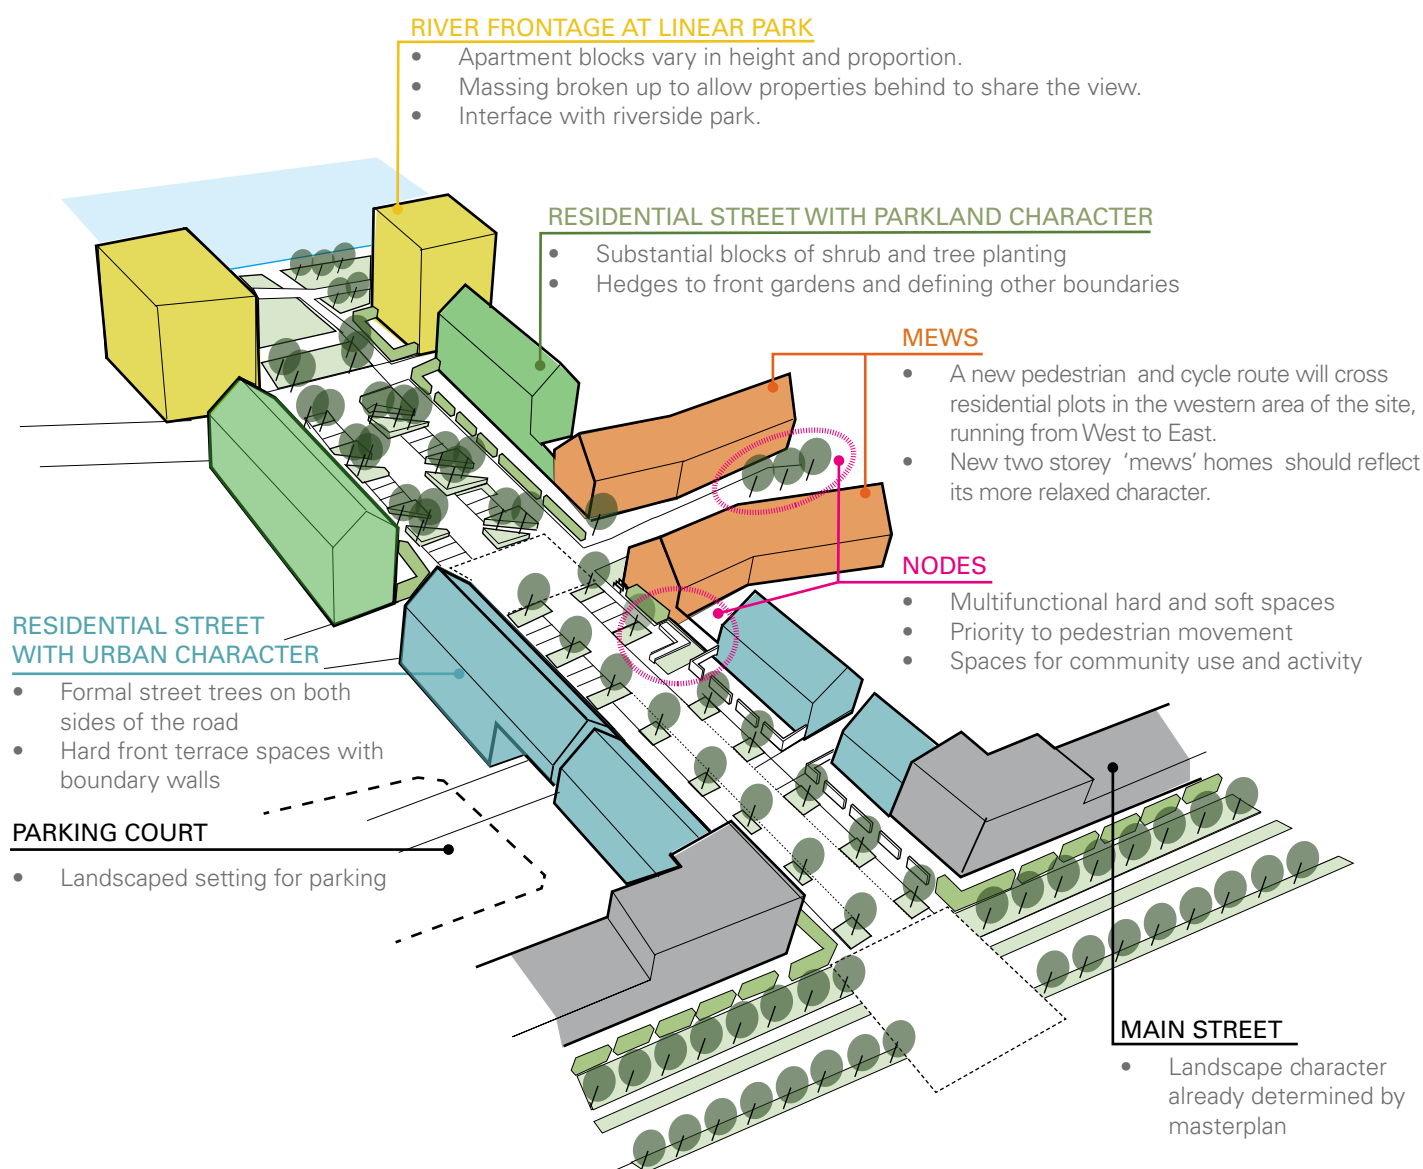 RIVER FRONTAGE AT LINEAR PARK
• Apartment blocks vary in height and proportion.
• Massing broken up to allow properties behind to share the view.
• Interface with riverside park.
RESIDENTIAL STREET WITH PARKLAND CHARACTER
• Substantial blocks of shrub and tree planting
• Hedges to front gardens and defining other boundaries
MEWS
• A new pedestrian and cycle route will cross
residential plots in the western area of the site,
running from West to East.
• New two storey ‘mews’ homes should reflect
its more relaxed character.
NODES
• Multifunctional hard and soft spaces
• Priority to pedestrian movement
• Spaces for community use and activity
RESIDENTIAL STREET
WITH URBAN CHARACTER
• Formal street trees on both
sides of the road
• Hard front terrace spaces with
boundary walls
PARKING COURT
• Landscaped setting for parking
MAIN STREET
• Landscape character
already determined by
masterplan